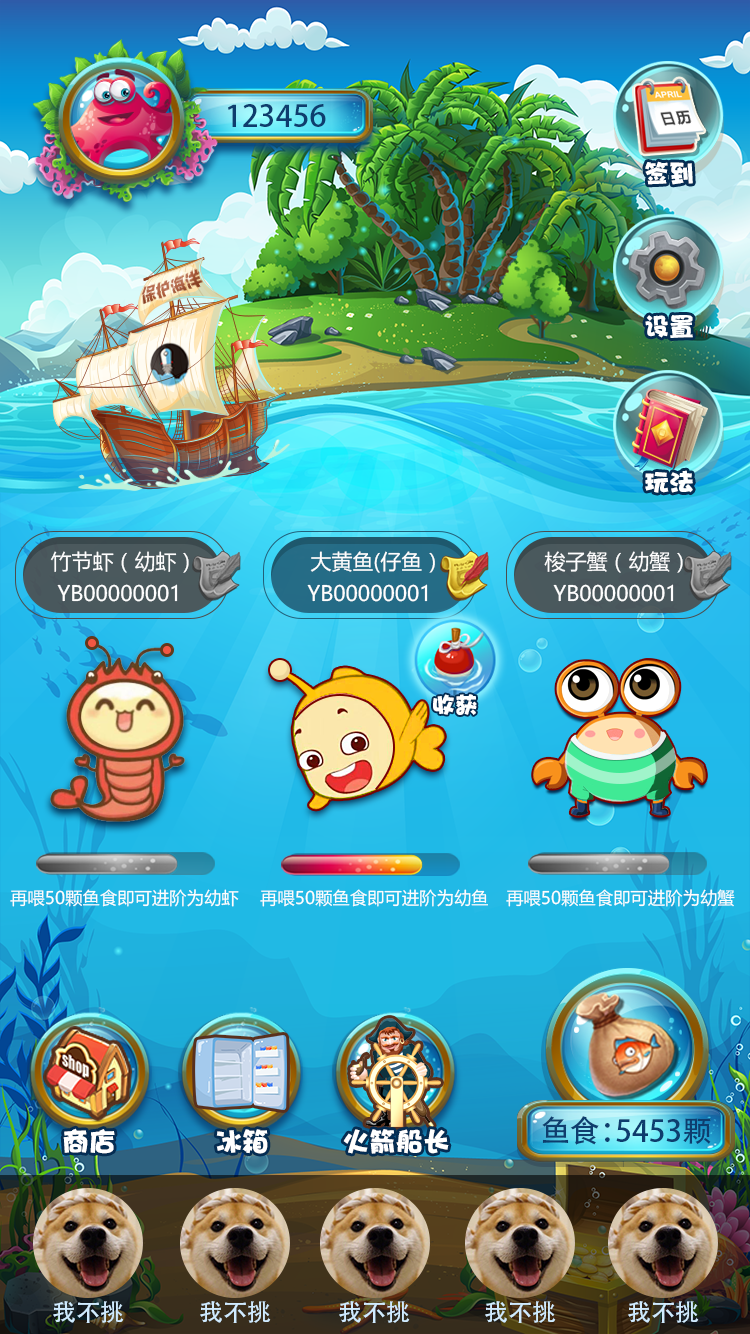 123456
APRIL
日历
签到
保护海洋
设置
玩法
竹节虾（幼虾）
YB00000001
大黄鱼(仔鱼）
YB00000001
梭子蟹（幼蟹）
YB00000001
收获
再喂50颗鱼食即可进阶为幼虾
再喂50颗鱼食即可进阶为幼鱼
再喂50颗鱼食即可进阶为幼蟹
shop
商店
冰箱
火箭船长
鱼食:5453颗
我不挑
我不挑
我不挑
我不挑
我不挑